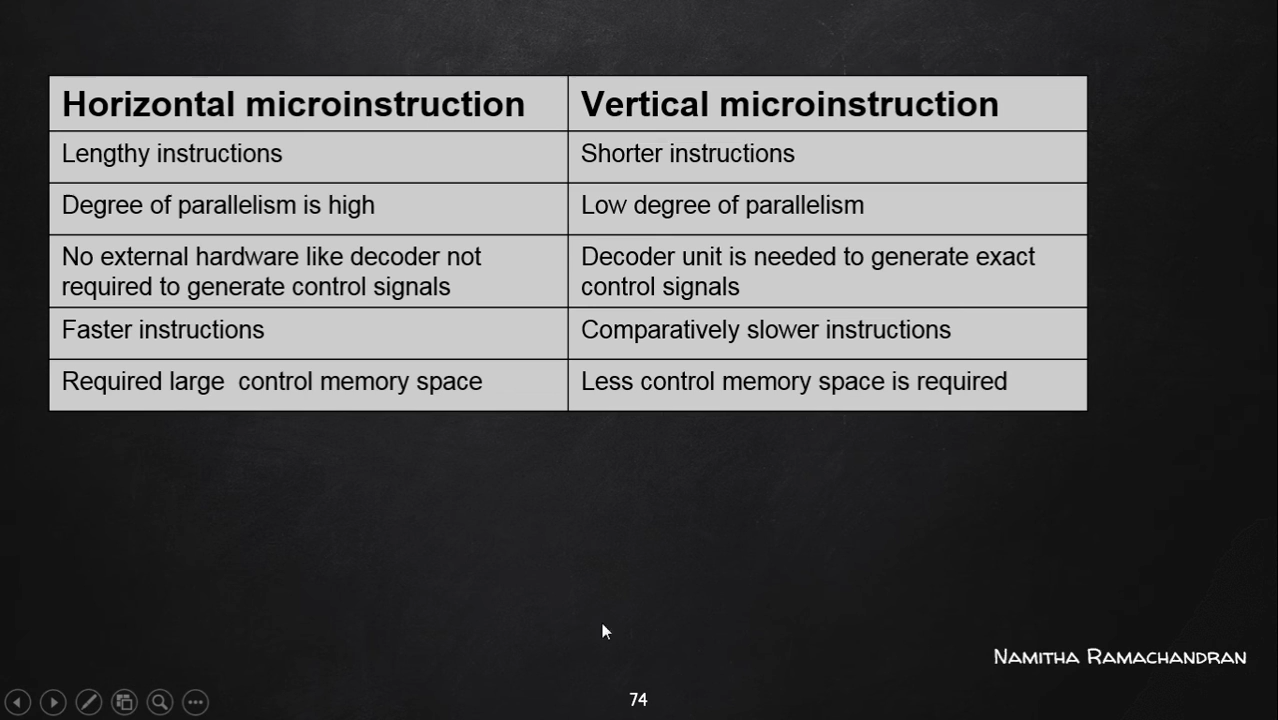 Horizontal microinstruction
Vertical microinstruction
Lengthy instructions
Shorter instructions
Degree of parallelism is high
Low degree of parallelism
No external hardware like decoder not
required to generate control signals
Decoder unit is needed to generate exact
control signals
Faster instructions
Comparatively slower instructions
Required large  control memory space
Less control memory space is required
Namitha Ramachandran
74